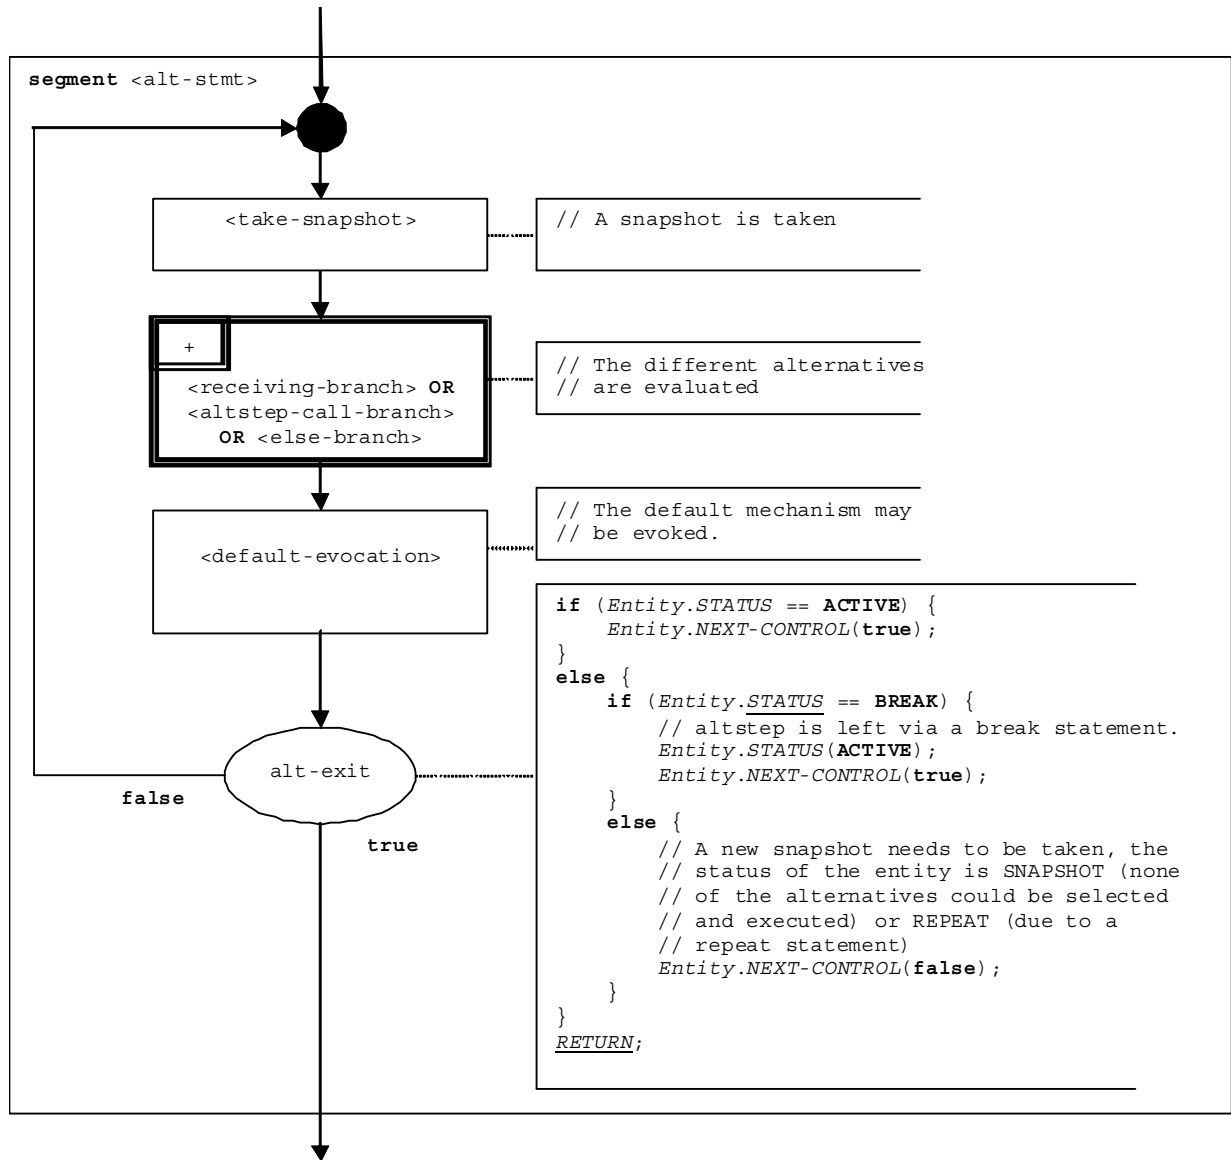 segment <alt-stmt>
<take-snapshot>
// A snapshot is taken
+
<receiving-branch> OR
<altstep-call-branch>
OR <else-branch>
// The different alternatives
// are evaluated
<default-evocation>
// The default mechanism may
// be evoked.
alt-exit
false
true
if (Entity.STATUS == ACTIVE) {
Entity.NEXT-CONTROL(true);
}
else {
if (Entity.STATUS == BREAK) {
// altstep is left via a break statement.
Entity.STATUS(ACTIVE);
Entity.NEXT-CONTROL(true);
}
else {
// A new snapshot needs to be taken, the
// status of the entity is SNAPSHOT (none
// of the alternatives could be selected
// and executed) or REPEAT (due to a
// repeat statement)
Entity.NEXT-CONTROL(false);
}
}
RETURN;